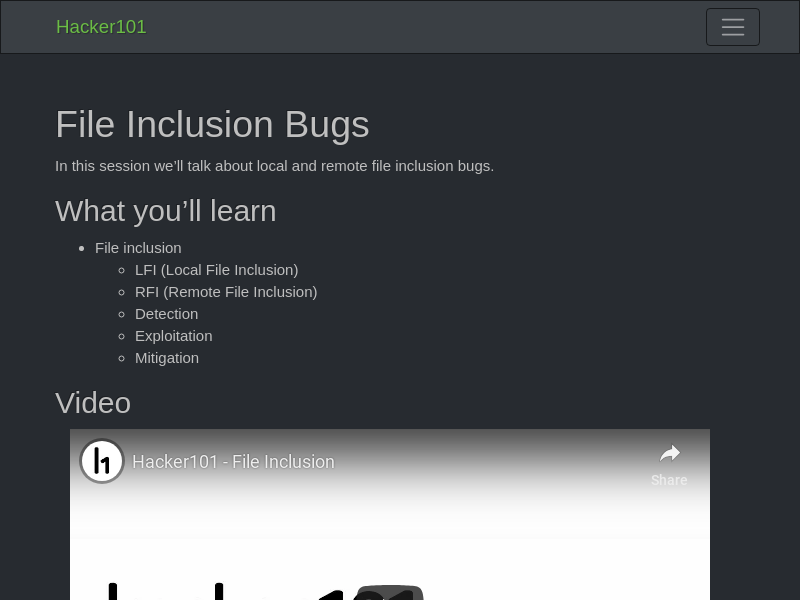 Hacker101
File Inclusion Bugs
In this session we’ll talk about local and remote file inclusion bugs.
What you’ll learn
File inclusion
LFI (Local File Inclusion)
RFI (Remote File Inclusion)
Detection
Exploitation
Mitigation
Video
Hacker101 - File Inclusion
Share